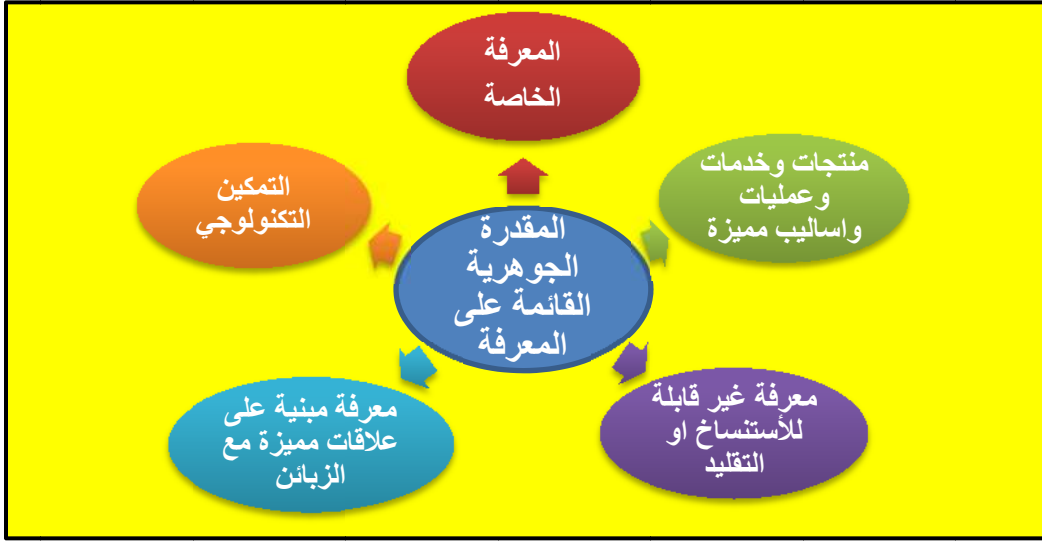 المعرفة
الخاصة
منتجات وخدمات
وعمليات
واساليب مميزة
التمكين
التكنولوجي
المقدرة
الجوهرية
القائمة على
المعرفة
معرفة غير قابلة
للأستنساخ او
التقليد
معرفة مبنية على
علاقات مميزة مع
الزبائن